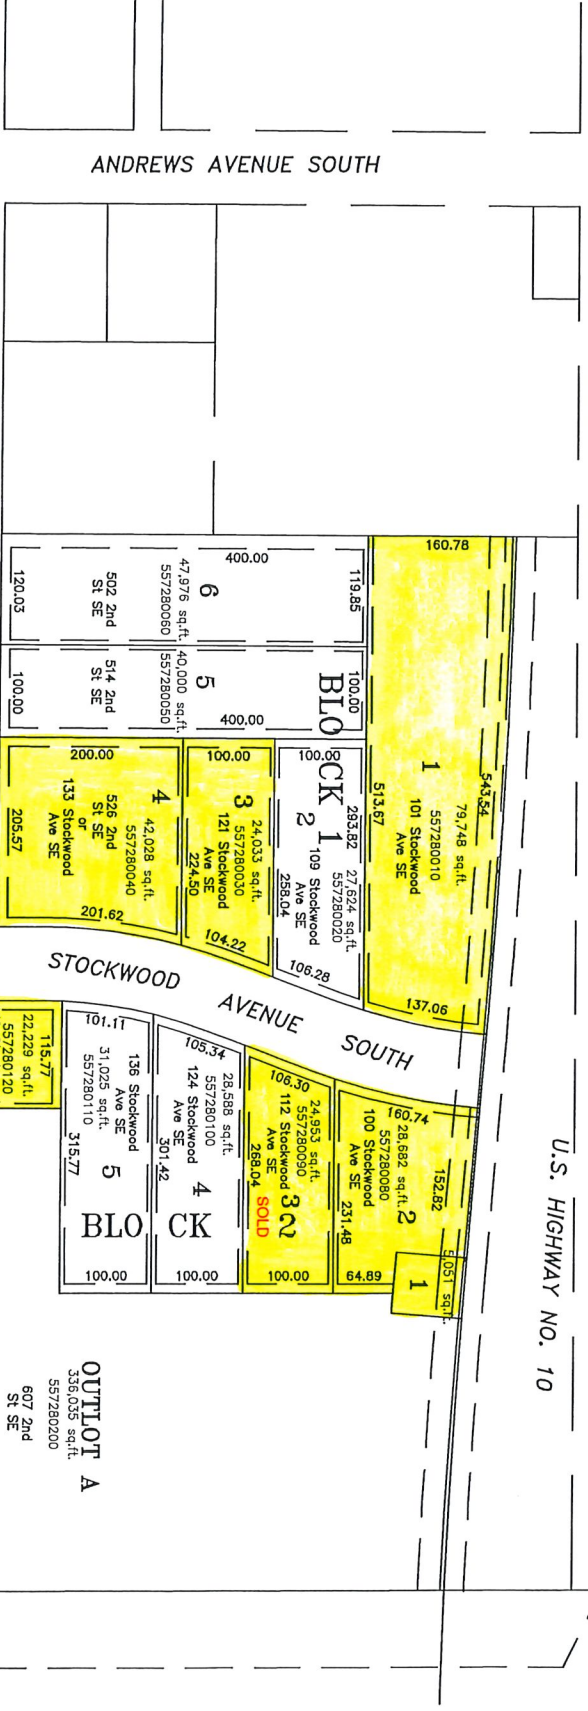 ANDREWS AVENUE SOUTH
U.S. HIGHWAY NO. 10
160.78
543.54
79,748 sq.ft.
557280010
101 Stockwood
Ave SE
1
513.67
137.06
BLO CK 1
119.85
400.00
6
47,976 sq.ft.
557280060
502 2nd
St SE
120.03
100.00
5
40,000 sq.ft.
557280050
400.00
514 2nd
St SE
100.00
100.00
293.82
27,624 sq.ft.
557280020
2
109 Stockwood
Ave SE
258.04
106.28
100.00
24,033 sq.ft.
557280030
3
121 Stockwood
Ave SE
224.50
104.22
200.00
4
42,028 sq.ft.
557280040
526 2nd
St SE
or
133 Stockwood
Ave SE
205.57
201.62
STOCKWOOD AVENUE SOUTH
160.74
152.82
28,682 sq.ft.
557280080
2
100 Stockwood
Ave SE
231.48
64.89
5,051 sq.ft.
1
106.30
24,953 sq.ft.
557280090
112 Stockwood
Ave SE
3
268.04
SOLD
100.00
2
105.34
28,588 sq.ft.
557280100
124 Stockwood
Ave SE
4
301.42
100.00
BLO CK
101.11
136 Stockwood
Ave SE
31,025 sq.ft.
557280110
5
315.77
100.00
115.77
22,229 sq.ft.
557280120
OUTLOT A
336,035 sq.ft.
557280200
607 2nd
St SE